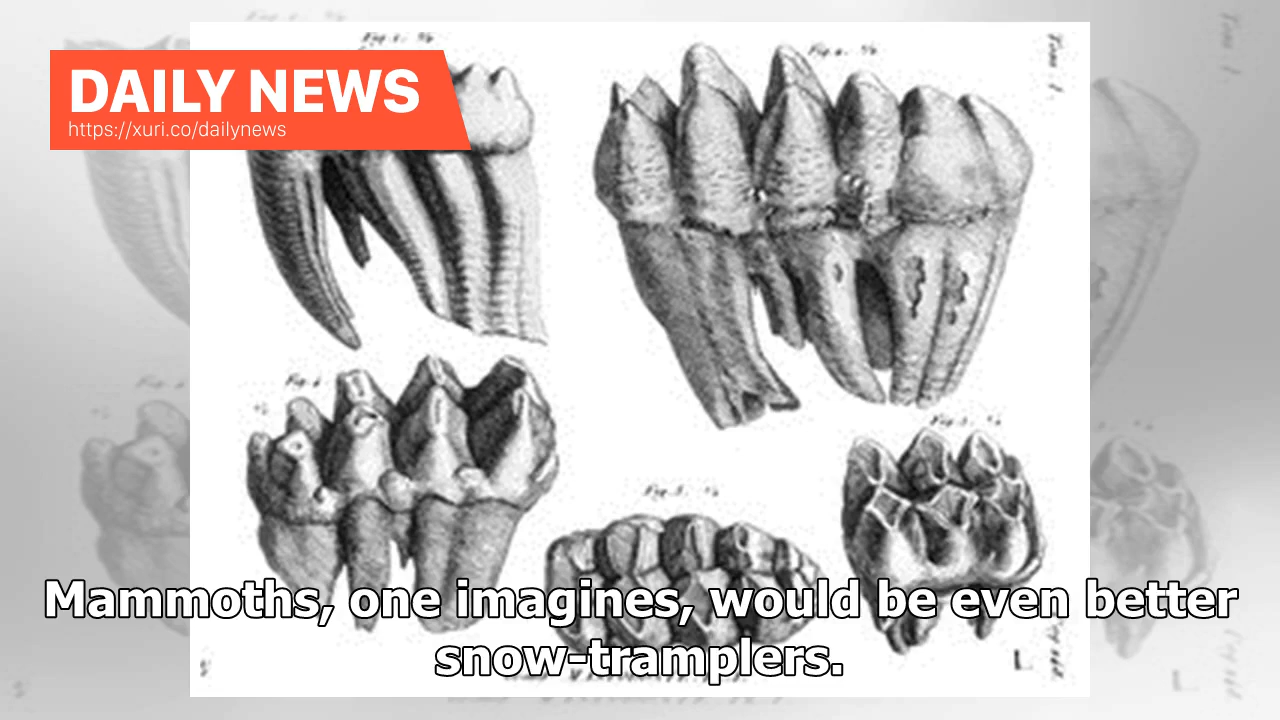 DAILY NEWS
https://xuri.co/dailynews
Mammoths, one imagines, would be even better
snow-tramplers.